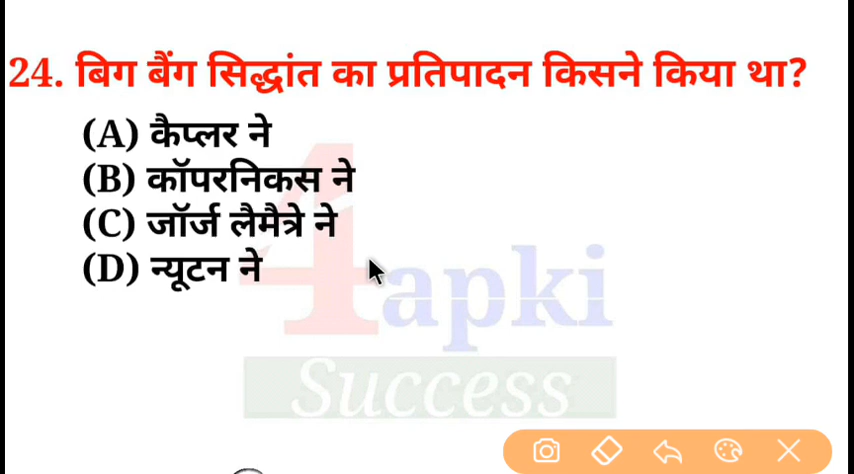 24. बिग बैंग सिद्धांत का प्रतिपादन किसने किया था?
(A) कैप्लर ने
(B) कॉपरनिकस ने
(C) जॉर्ज लैमैत्रे ने
(D) न्यूटन ने
4apki
Success